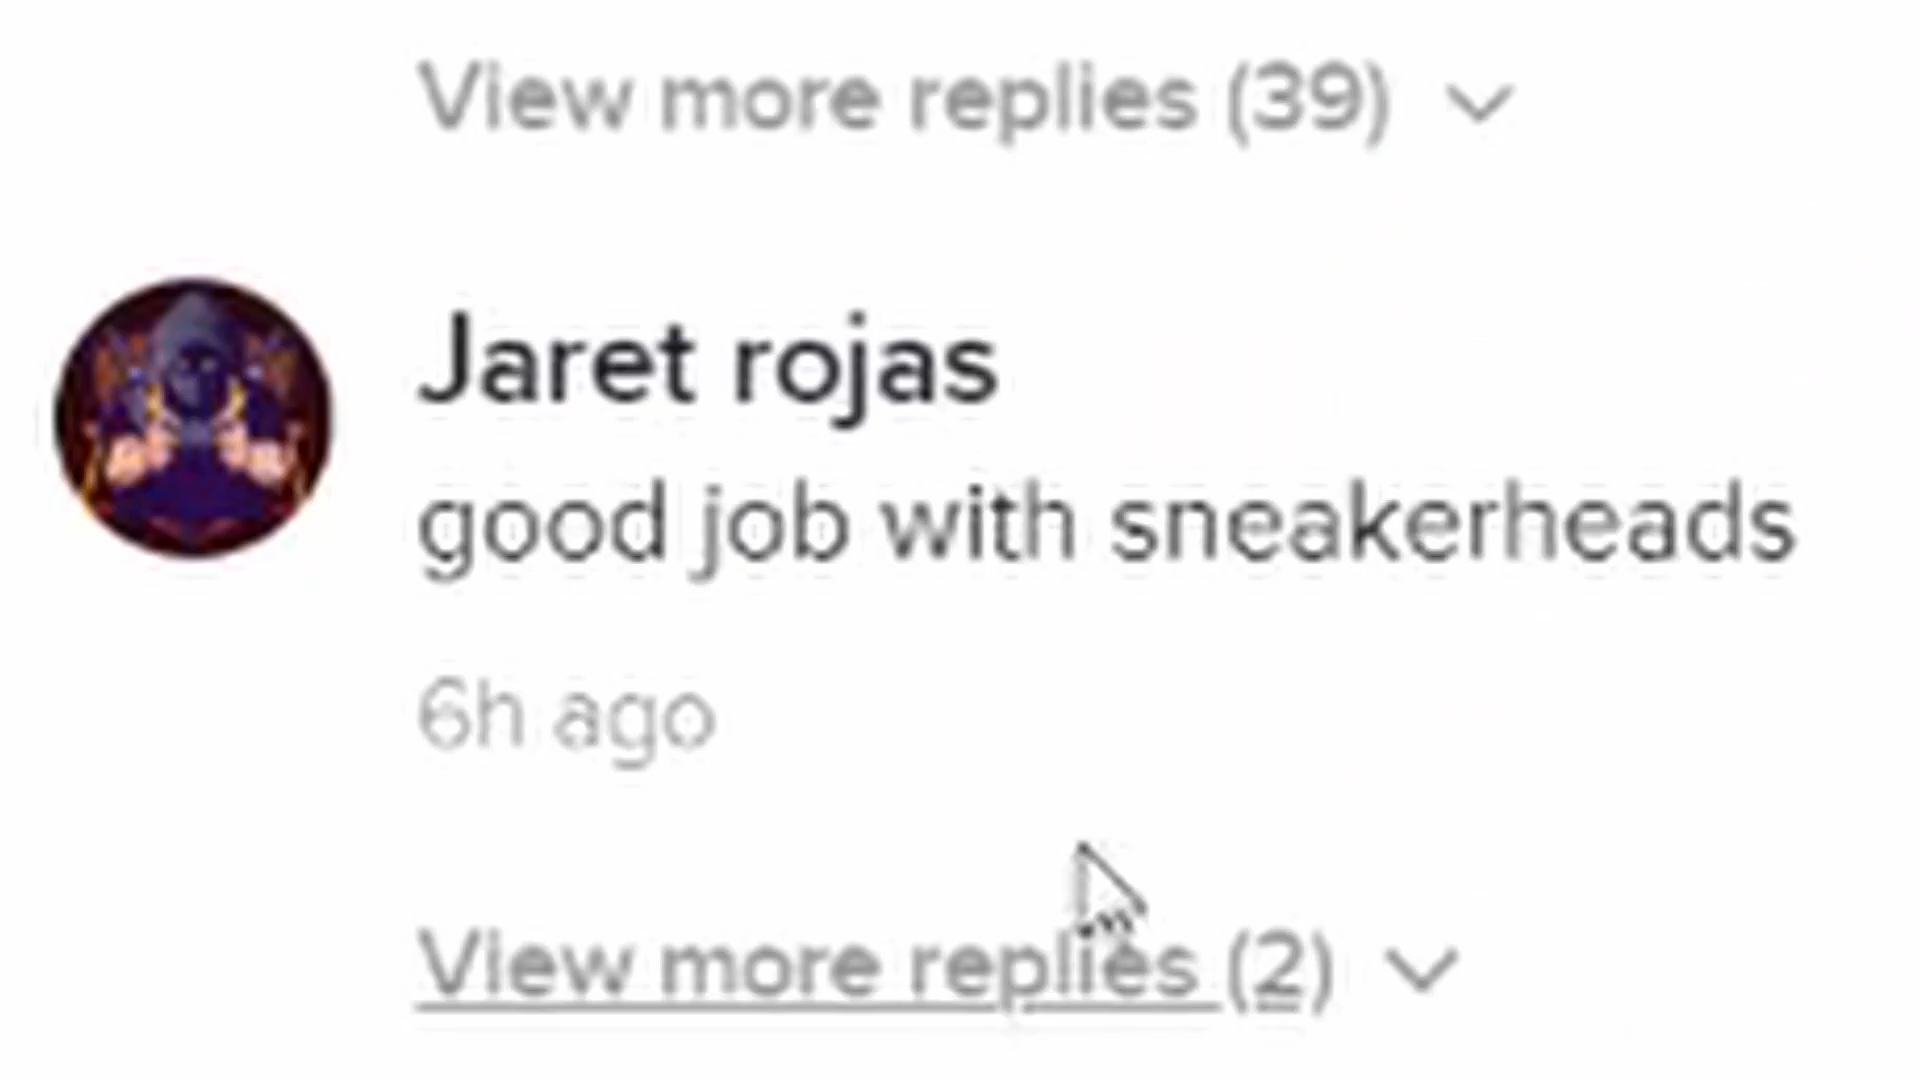 View more replies (39)
Jaret rojas
good job with sneakerheads
6h ago
View more replies (2)